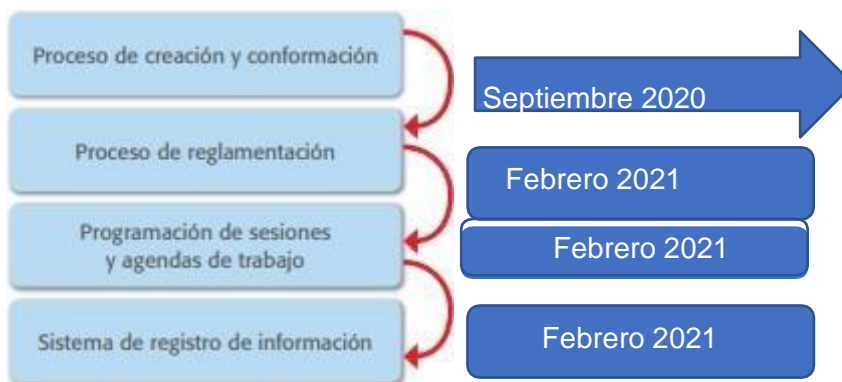 Proceso de creación y conformación
Septiembre 2020
Proceso de reglamentación
Febrero 2021
Programación de sesiones
y agendas de trabajo
Febrero 2021
Sistema de registro de información
Febrero 2021